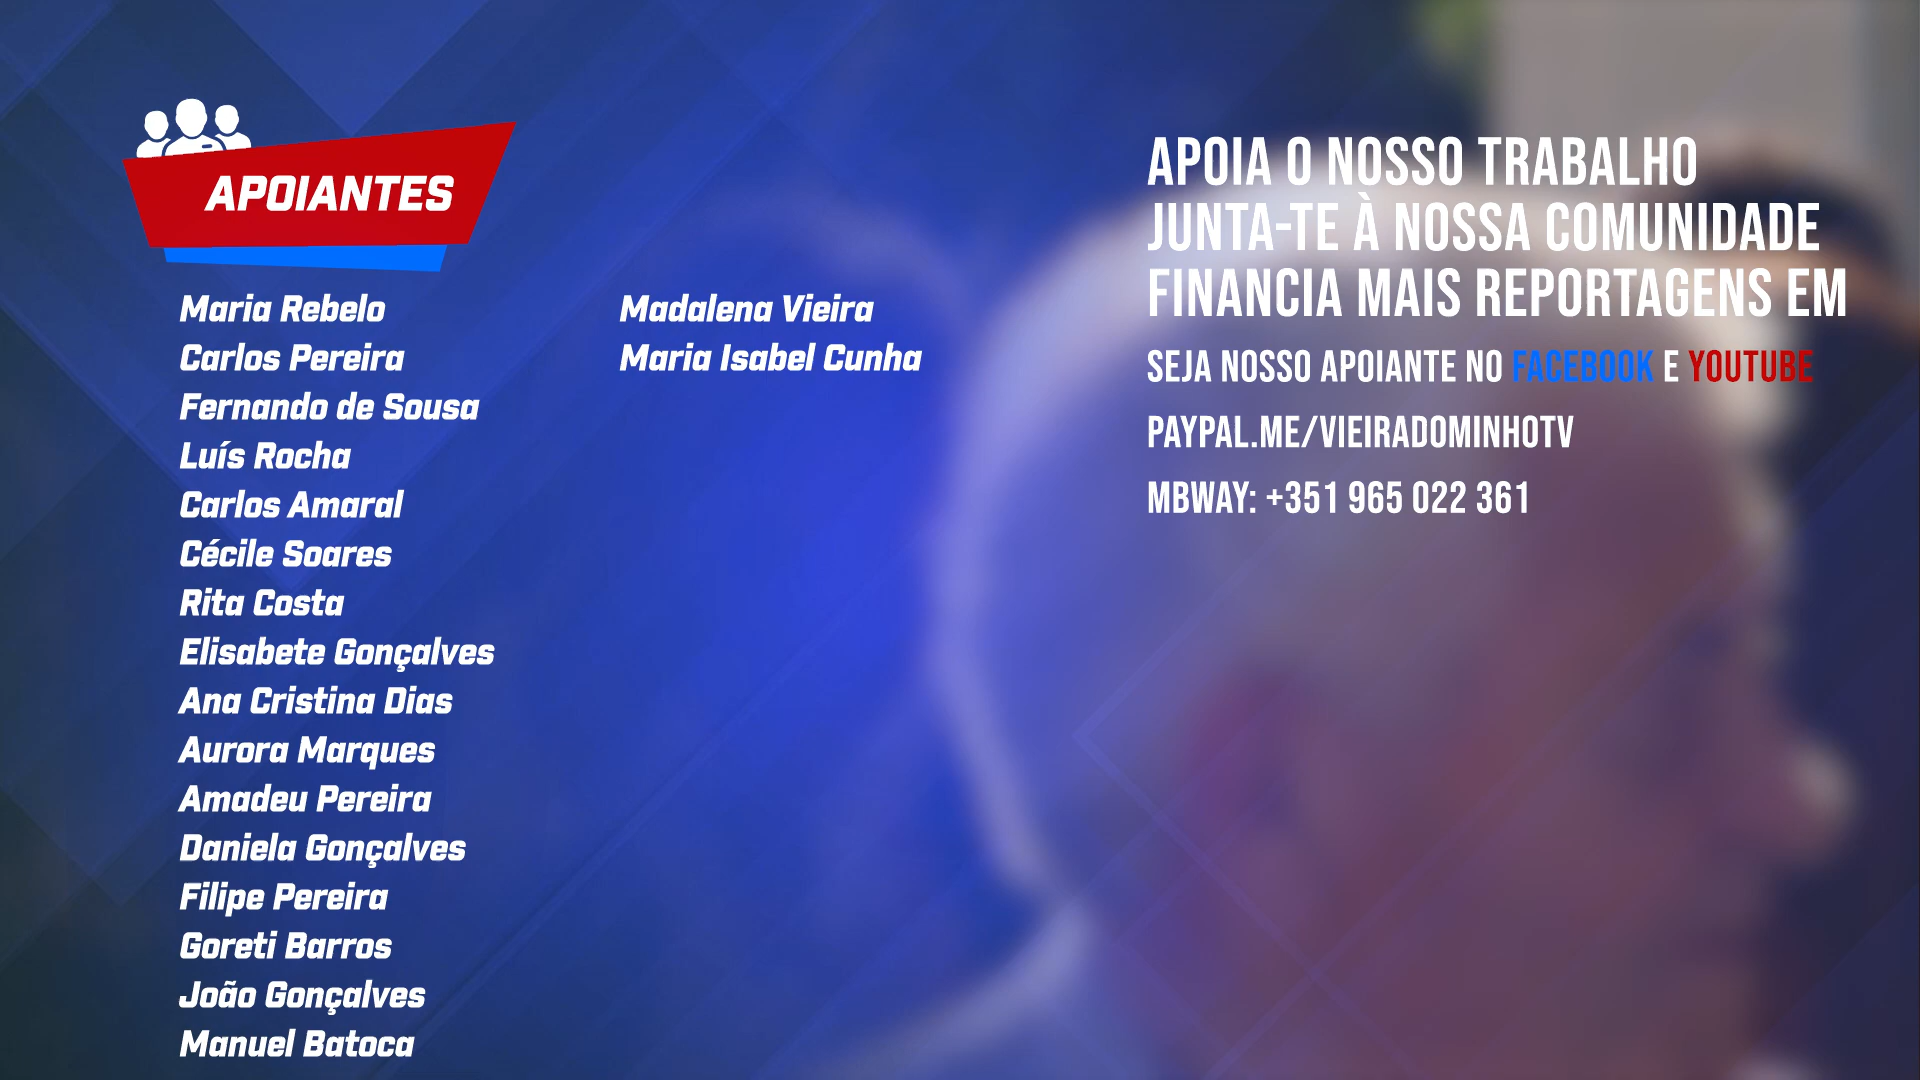 APOIANTES
Maria Rebelo
Carlos Pereira
Fernando de Sousa
Luís Rocha
Carlos Amaral
Cécile Soares
Rita Costa
Elisabete Gonçalves
Ana Cristina Dias
Aurora Marques
Amadeu Pereira
Daniela Gonçalves
Filipe Pereira
Goreti Barros
João Gonçalves
Manuel Batoca
Madalena Vieira
Maria Isabel Cunha
APOIA O NOSSO TRABALHO
JUNTA-TE À NOSSA COMUNIDADE
FINANCIA MAIS REPORTAGENS EM
SEJA NOSSO APOIANTE NO FACEBOOK E YOUTUBE
PAYPAL.ME/VIEIRADOMINHOTV
MBWAY: +351 965 022 361